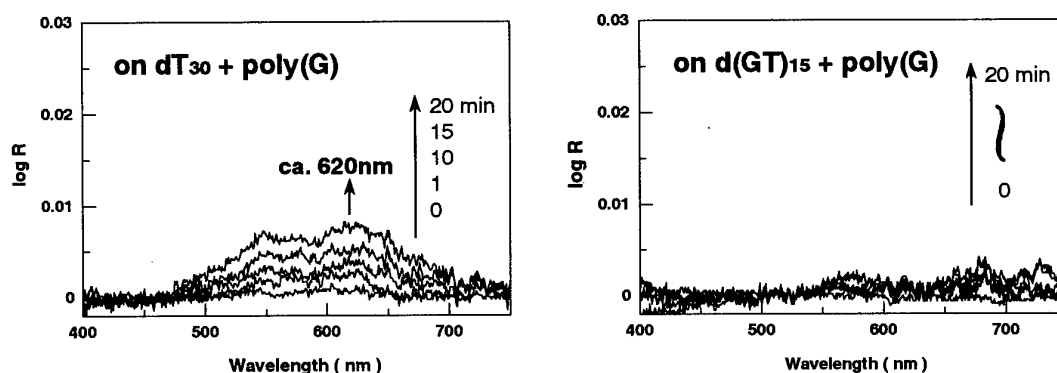 0.03
on dT30 + poly(G)
0.02
20 min
15
10
1
0
ca. 620nm
log R
0.01
0
400 500 600 700
Wavelength ( nm )
0.03
on d(GT)15 + poly(G)
20 min
0
0.02
log R
0.01
0
400 500 600 700
Wavelength ( nm )